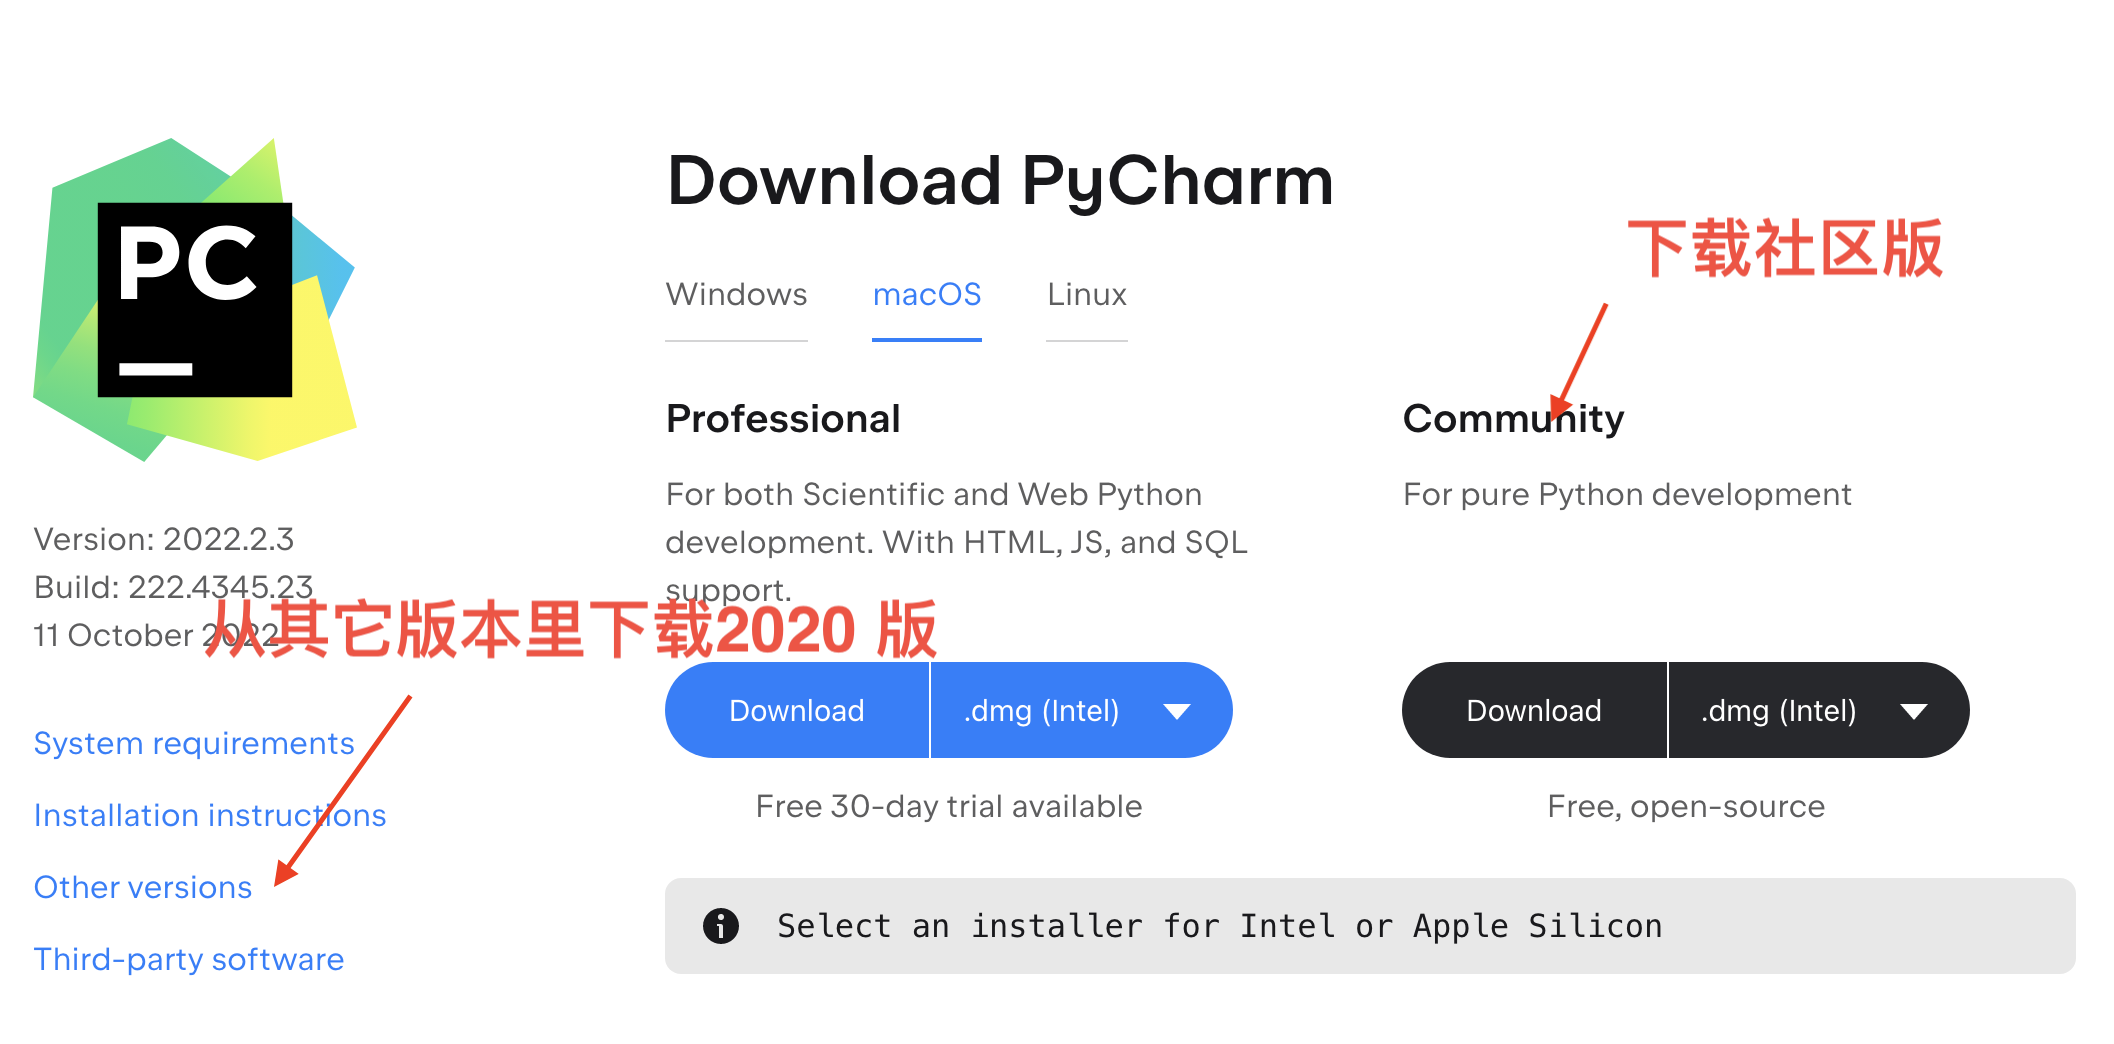 PC
Version: 2022.2.3
Build: 222.4345.23
11 October 2022
System requirements
Installation instructions
Other versions
Third-party software
从其它版本里下载2020 版
Download PyCharm
Windows
macOS
Linux
下载社区版
Professional
For both Scientific and Web Python
development. With HTML, JS, and SQL
support.
Download
.dmg (Intel)
Free 30-day trial available
Community
For pure Python development
Download
.dmg (Intel)
Free, open-source
Select an installer for Intel or Apple Silicon